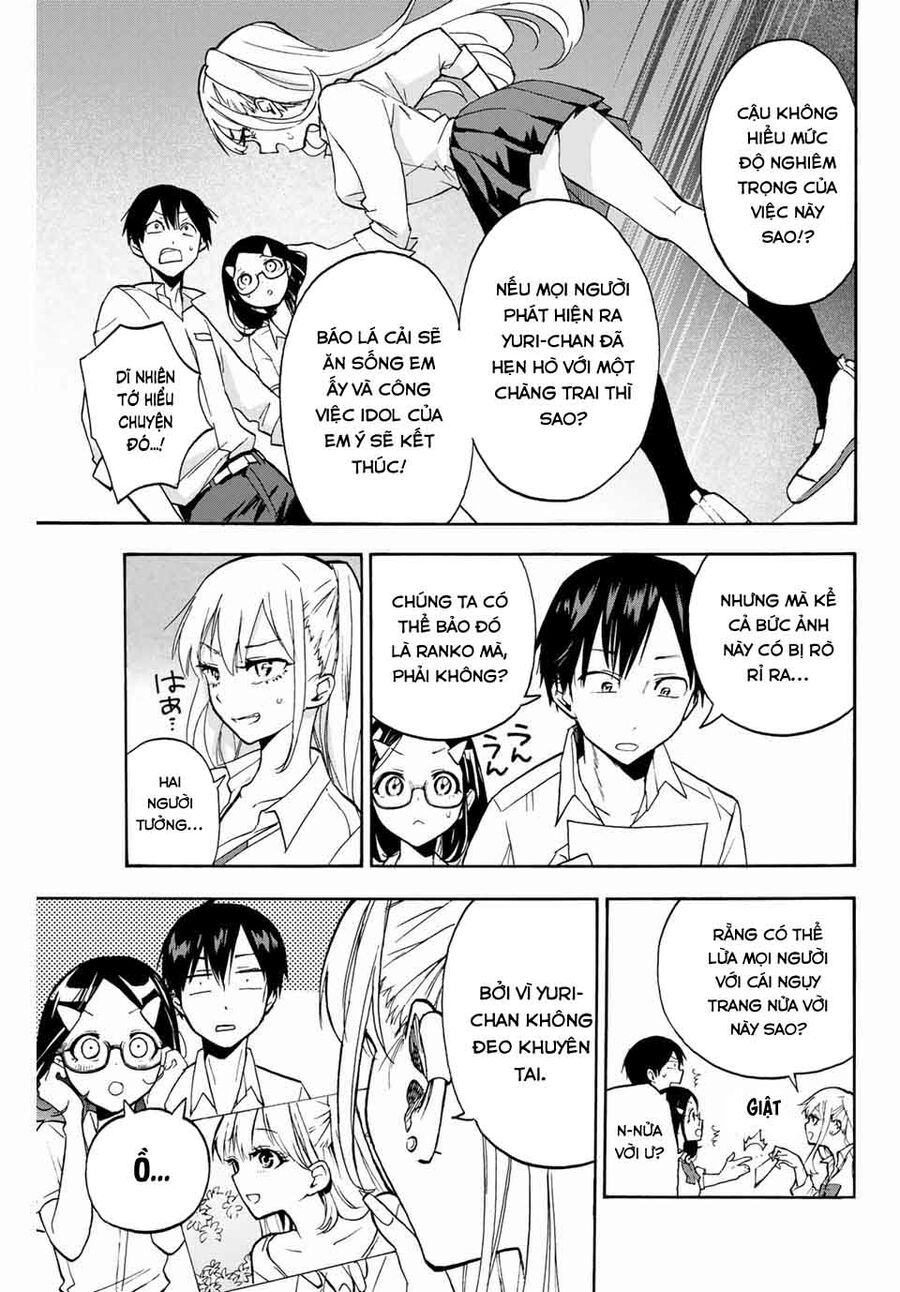 CẬU KHÔNG
HIỂU MỨC
ĐỘ NGHIÊM
TRỌNG CỦA
VIỆC NÀY
SAO!?
NẾU MỌI NGƯỜI
PHÁT HIỆN RA
YURI-CHAN ĐÃ
HẸN HÒ VỚI MỘT
CHÀNG TRAI THÌ
SAO?
BÁO LÁ CẢI SẼ
ĂN SỐNG EM
ẤY VÀ CÔNG
VIỆC IDOL CỦA
EM Ý SẼ KẾT
THÚC!
DĨ NHIÊN
TỚ HIỂU
CHUYỆN
ĐÓ...!
NHƯNG MÀ KỂ
CẢ BỨC ẢNH
NÀY CÓ BỊ RÒ
RỈ RA...
CHÚNG TA CÓ
THỂ BẢO ĐÓ
LÀ RANKO MÀ,
PHẢI KHÔNG?
うんうん
はぁ…
HAI
NGƯỜI
TƯỞNG...
RẰNG CÓ THỂ
LỪA MỌI NGƯỜI
VỚI CÁI NGỤY
TRANG NỬA VỜI
NÀY SAO?
GIẬT
N-NỬA
VỜI Ư?
BỞI VÌ YURI-
CHAN KHÔNG
ĐEO KHUYÊN
TAI.
Ồ...